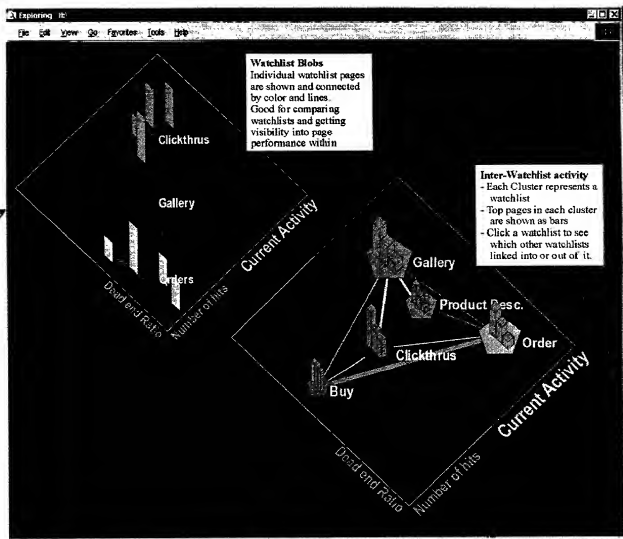 Exploring
File Edit View Go Favorites Tools Help
Watchlist Blobs
Individual watchlist pages
are shown and connected
by color and lines.
Good for comparing
watchlists and getting
visibility into page
performance within
Clickthrus
Gallery
Orders
Dead end Ratio
Number of hits
Current Activity
Inter-Watchlist activity
- Each Cluster represents a
watchlist
- Top pages in each cluster
are shown as bars
- Click a watchlist to see
which other watchlists
linked into or out of it.
Gallery
Product Desc.
Order
Clickthrus
Buy
Dead end Ratio
Number of hits
Current Activity